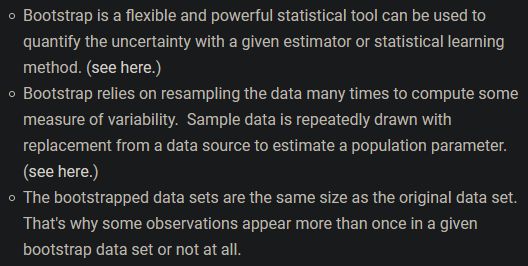 Bootstrap is a flexible and powerful statistical tool can be used to
quantify the uncertainty with a given estimator or statistical learning
method. (see here.)
Bootstrap relies on resampling the data many times to compute some
measure of variability.  Sample data is repeatedly drawn with
replacement from a data source to estimate a population parameter.
(see here.)
The bootstrapped data sets are the same size as the original data set.
That's why some observations appear more than once in a given
bootstrap data set or not at all.